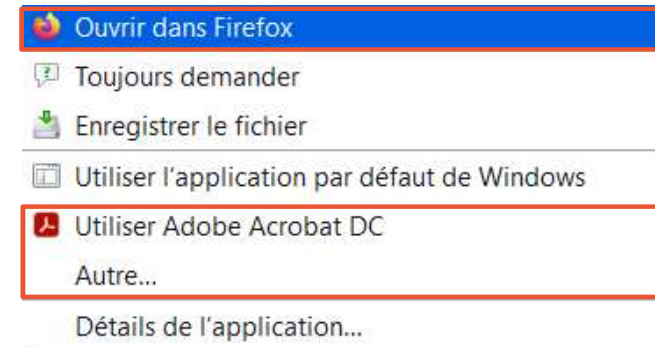 Ouvrir dans Firefox
Toujours demander
Enregistrer le fichier
Utiliser l'application par défaut de Windows
Utiliser Adobe Acrobat DC
Autre...
Détails de l'application...